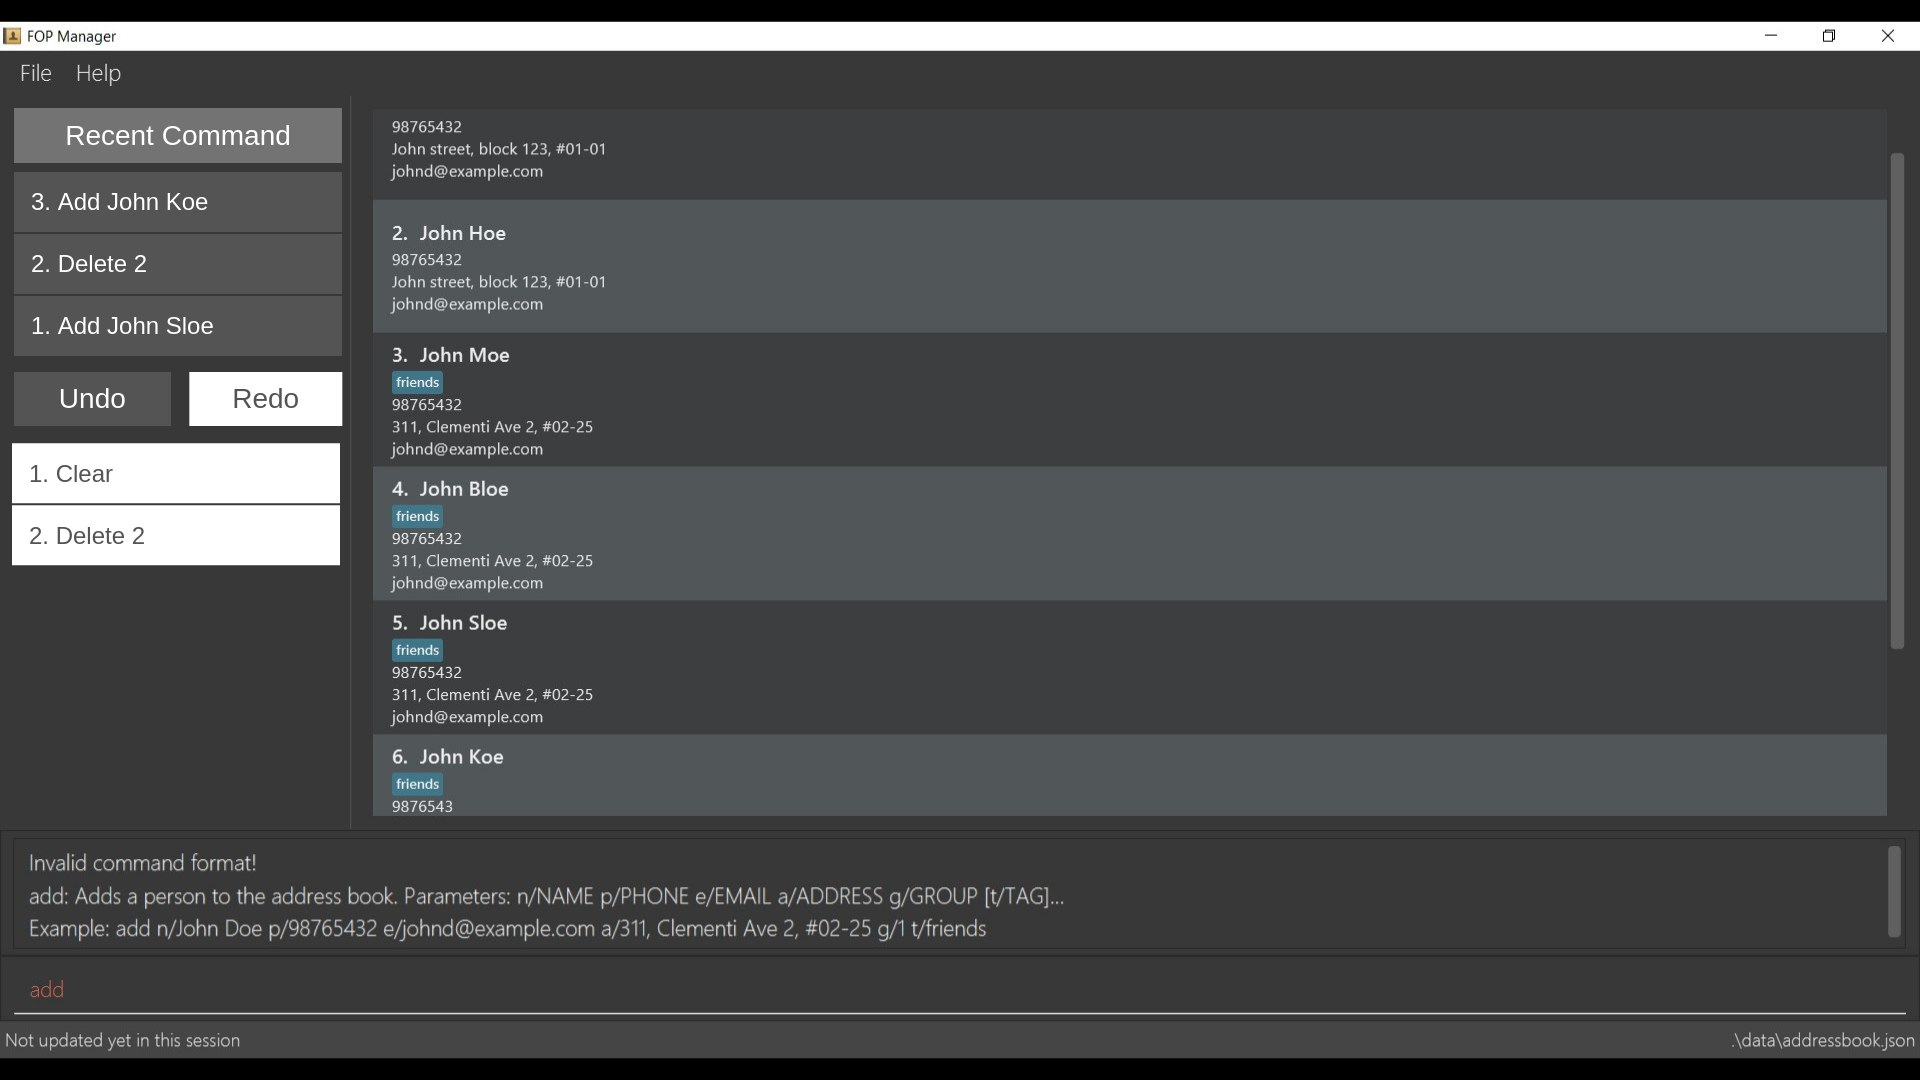 FOP Manager
File Help
Recent Command
3. Add John Koe
2. Delete 2
1. Add John Sloe
Undo Redo
1. Clear
2. Delete 2
98765432
John street, block 123, #01-01
johnd@example.com
2. John Hoe
98765432
John street, block 123, #01-01
johnd@example.com
3. John Moe
friends
98765432
311, Clementi Ave 2, #02-25
johnd@example.com
4. John Bloe
friends
98765432
311, Clementi Ave 2, #02-25
johnd@example.com
5. John Sloe
friends
98765432
311, Clementi Ave 2, #02-25
johnd@example.com
6. John Koe
friends
9876543
Invalid command format!
add: Adds a person to the address book. Parameters: n/NAME p/PHONE e/EMAIL a/ADDRESS g/GROUP [t/TAG]...
Example: add n/John Doe p/98765432 e/johnd@example.com a/311, Clementi Ave 2, #02-25 g/1 t/friends
add
Not updated yet in this session
.\data\addressbook.json